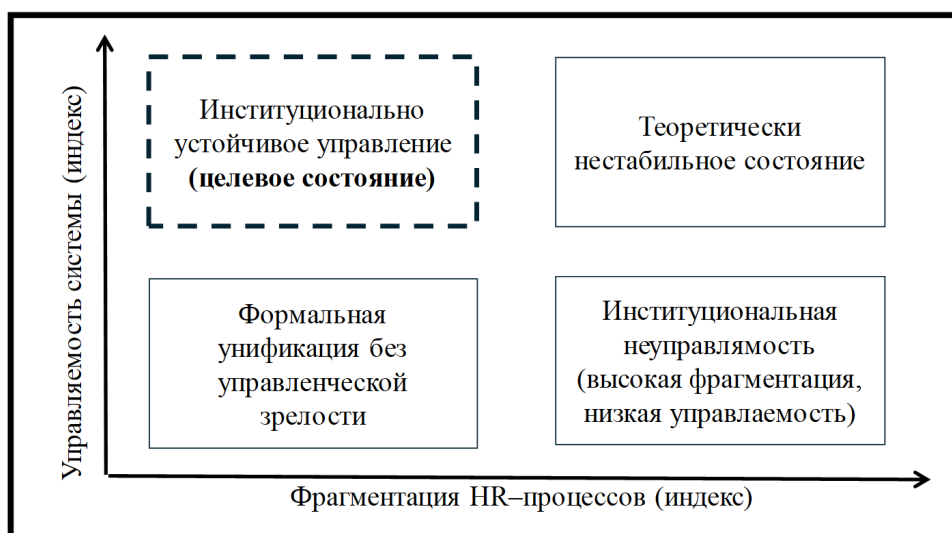 Управляемость системы (индекс)
Институционально
устойчивое управление
(целевое состояние)
Теоретически
нестабильное состояние
Формальная
унификация без
управленческой
зрелости
Институциональная
неуправлямость
(высокая фрагментация,
низкая управлаемость)
Фрагментация HR–процессов (индекс)